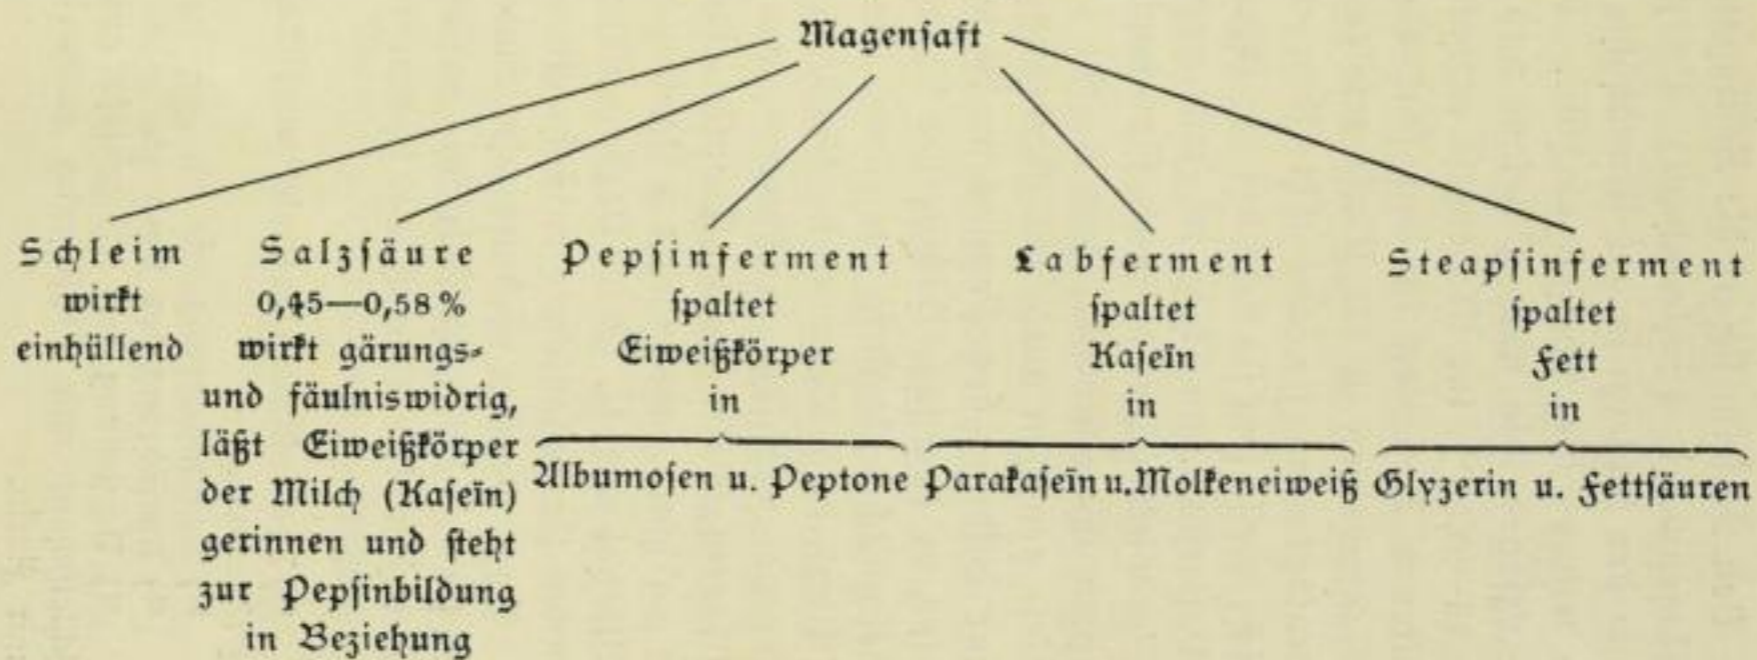 Magensaft
Schleim
wirkt
einhüllend
Salzsäure
0,45—0,58 %
wirkt gärungs-
und fäulniswidrig,
läßt Eiweißkörper
der Milch (Kaseïn)
gerinnen und steht
zur Pepsinbildung
in Beziehung
Pepsinferment
spaltet
Eiweißkörper
in
Albumosen u. Peptone
Labferment
spaltet
Kaseïn
in
Parakaseïn u. Molkeneiweiß
Steapsinferment
spaltet
Fett
in
Glyzerin u. Fettsäuren